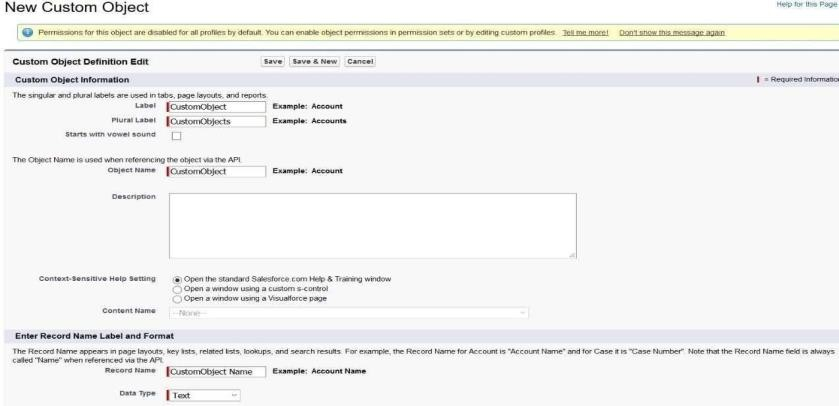 New Custom Object
Help for this Page
Permissions for this object are disabled for all profiles by default. You can enable object permissions in permission sets or by editing custom profiles. Tell me more! Don't show this message again
Custom Object Definition Edit Save Save & New Cancel
Custom Object Information
= Required Information
The singular and plural labels are used in tabs, page layouts, and reports.
Label CustomObject Example: Account
Plural Label CustomObjects Example: Accounts
Starts with vowel sound
The Object Name is used when referencing the object via the API.
Object Name CustomObject Example: Account
Description
Context-Sensitive Help Setting Open the standard Salesforce.com Help & Training window
Open a window using a custom s-control
Open a window using a Visualforce page
Content Name --None--
Enter Record Name Label and Format
The Record Name appears in page layouts, key lists, related lists, lookups, and search results. For example, the Record Name for Account is "Account Name" and for Case it is "Case Number". Note that the Record Name field is always
called "Name" when referenced via the API.
Record Name CustomObject Name Example: Account Name
Data Type Text